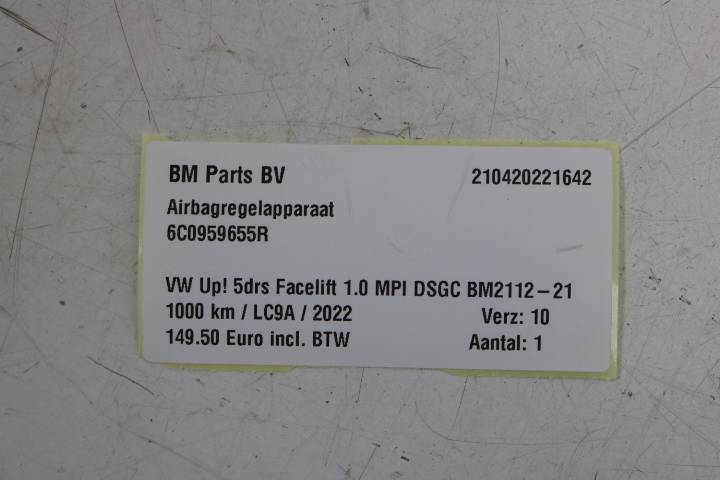 BM Parts BV 210420221642
Airbagregelapparaat
6C0959655R
VW Up! 5drs Facelift 1.0 MPI DSGC BM2112-21
1000 km / LC9A / 2022 Verz: 10
149.50 Euro incl. BTW Aantal: 1